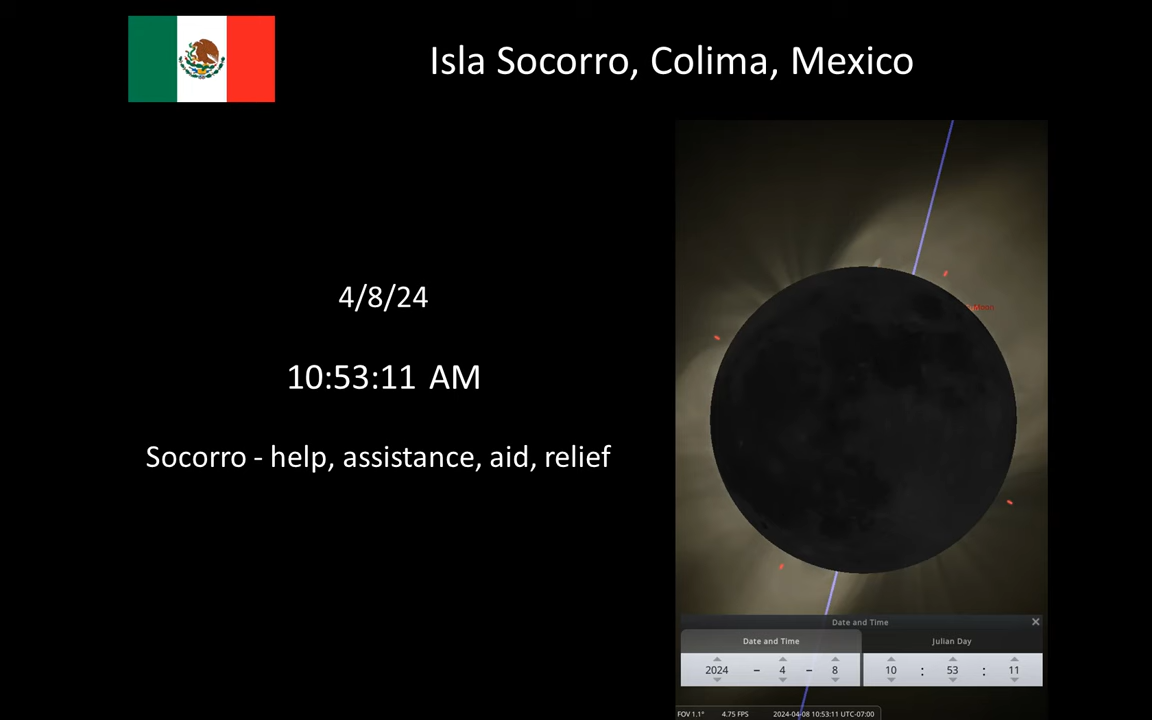 Isla Socorro, Colima, Mexico
4/8/24
10:53:11 AM
Socorro - help, assistance, aid, relief
Date and Time
Date and Time
Julian Day
2024 - 4 - 8
10 : 53 : 11
FOV 1.1° 4.75 FPS 2024-04-08 10:53:11 UTC-07:00